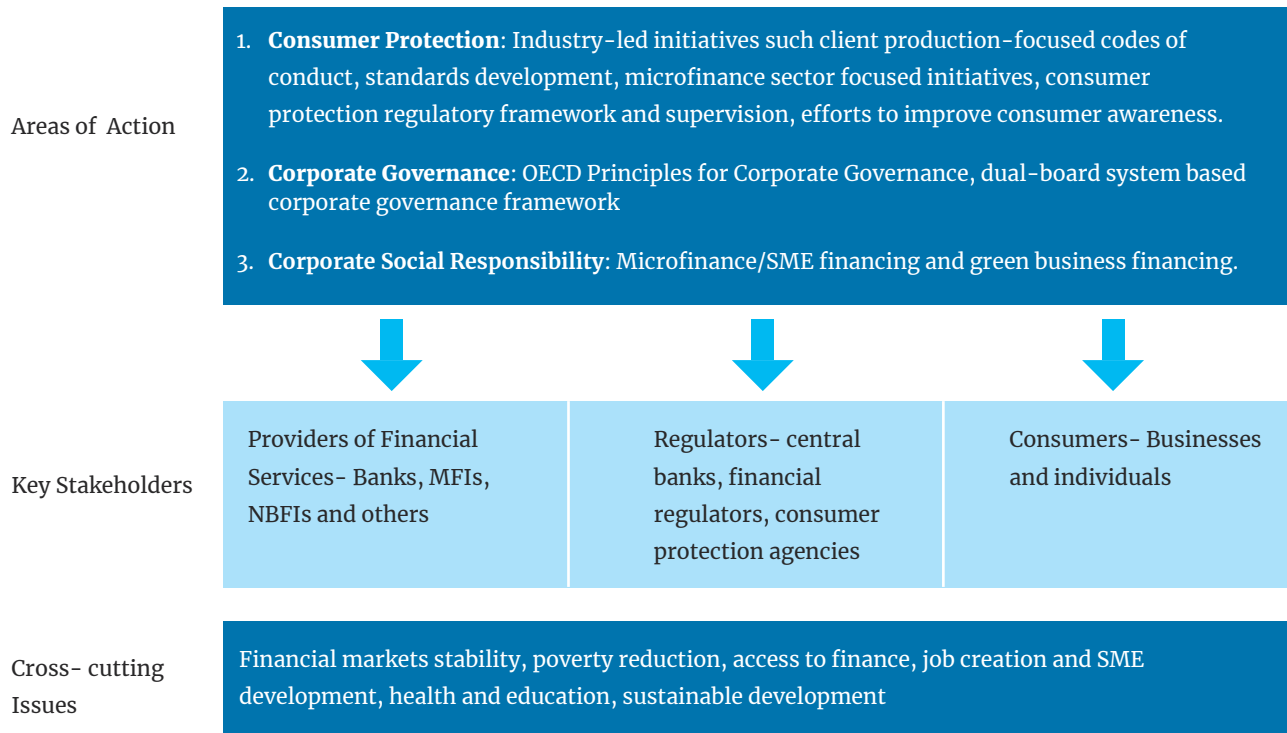 Areas of Action
1. Consumer Protection: Industry-led initiatives such client production-focused codes of
conduct, standards development, microfinance sector focused initiatives, consumer
protection regulatory framework and supervision, efforts to improve consumer awareness.
2. Corporate Governance: OECD Principles for Corporate Governance, dual-board system based
corporate governance framework
3. Corporate Social Responsibility: Microfinance/SME financing and green business financing.
Key Stakeholders
Providers of Financial
Services- Banks, MFIs,
NBFIs and others
Regulators- central
banks, financial
regulators, consumer
protection agencies
Consumers- Businesses
and individuals
Cross- cutting
Issues
Financial markets stability, poverty reduction, access to finance, job creation and SME
development, health and education, sustainable development